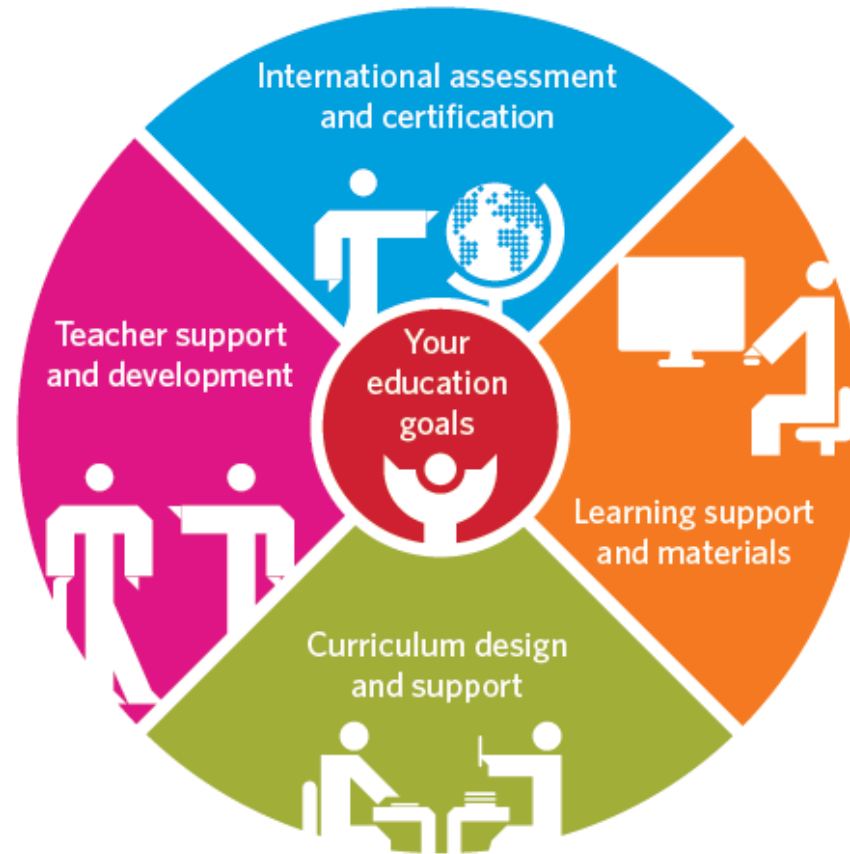 International assessment
and certification
Teacher support
and development
Your
education
goals
Learning support
and materials
Curriculum design
and support